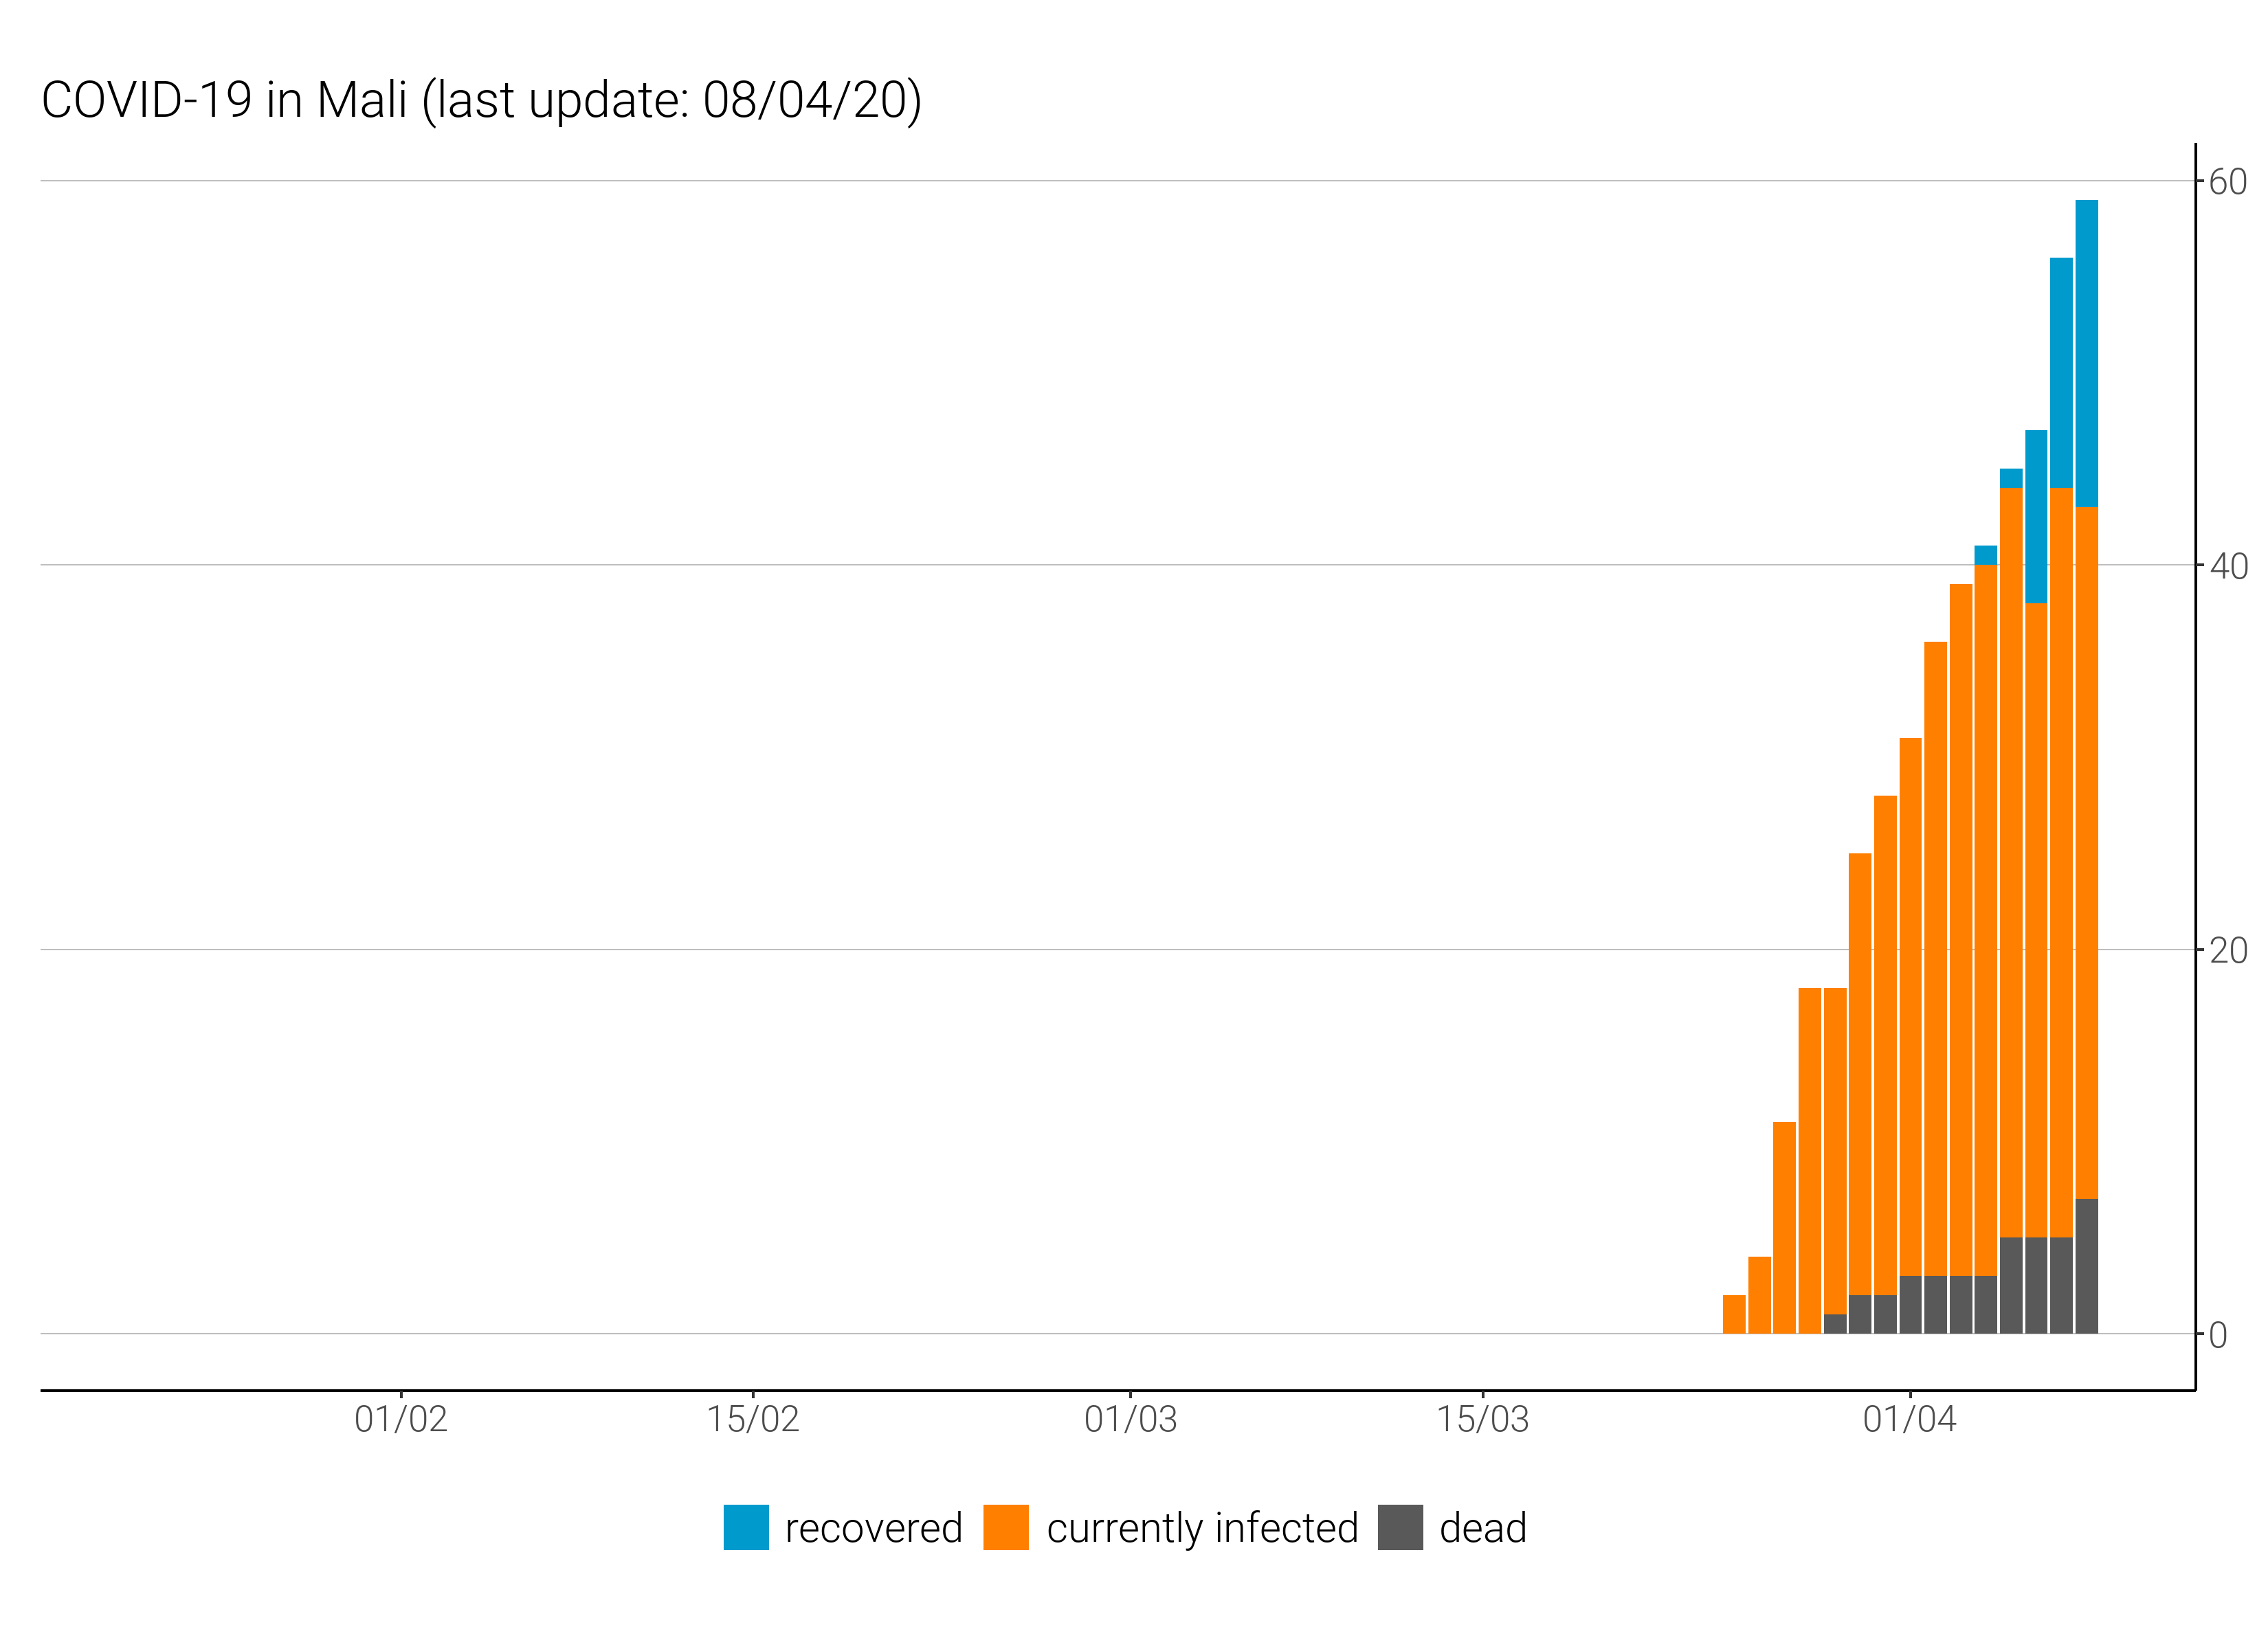 COVID-19 in Mali (last update: 08/04/20)
60
40
20
0
01/02 15/02 01/03 15/03 01/04
recovered currently infected dead